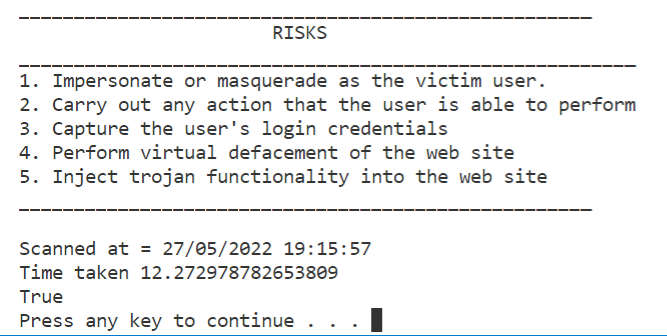 RISKS
1. Impersonate or masquerade as the victim user.
2. Carry out any action that the user is able to perform
3. Capture the user's login credentials
4. Perform virtual defacement of the web site
5. Inject trojan functionality into the web site
Scanned at = 27/05/2022 19:15:57
Time taken 12.272978782653809
True
Press any key to continue . . .